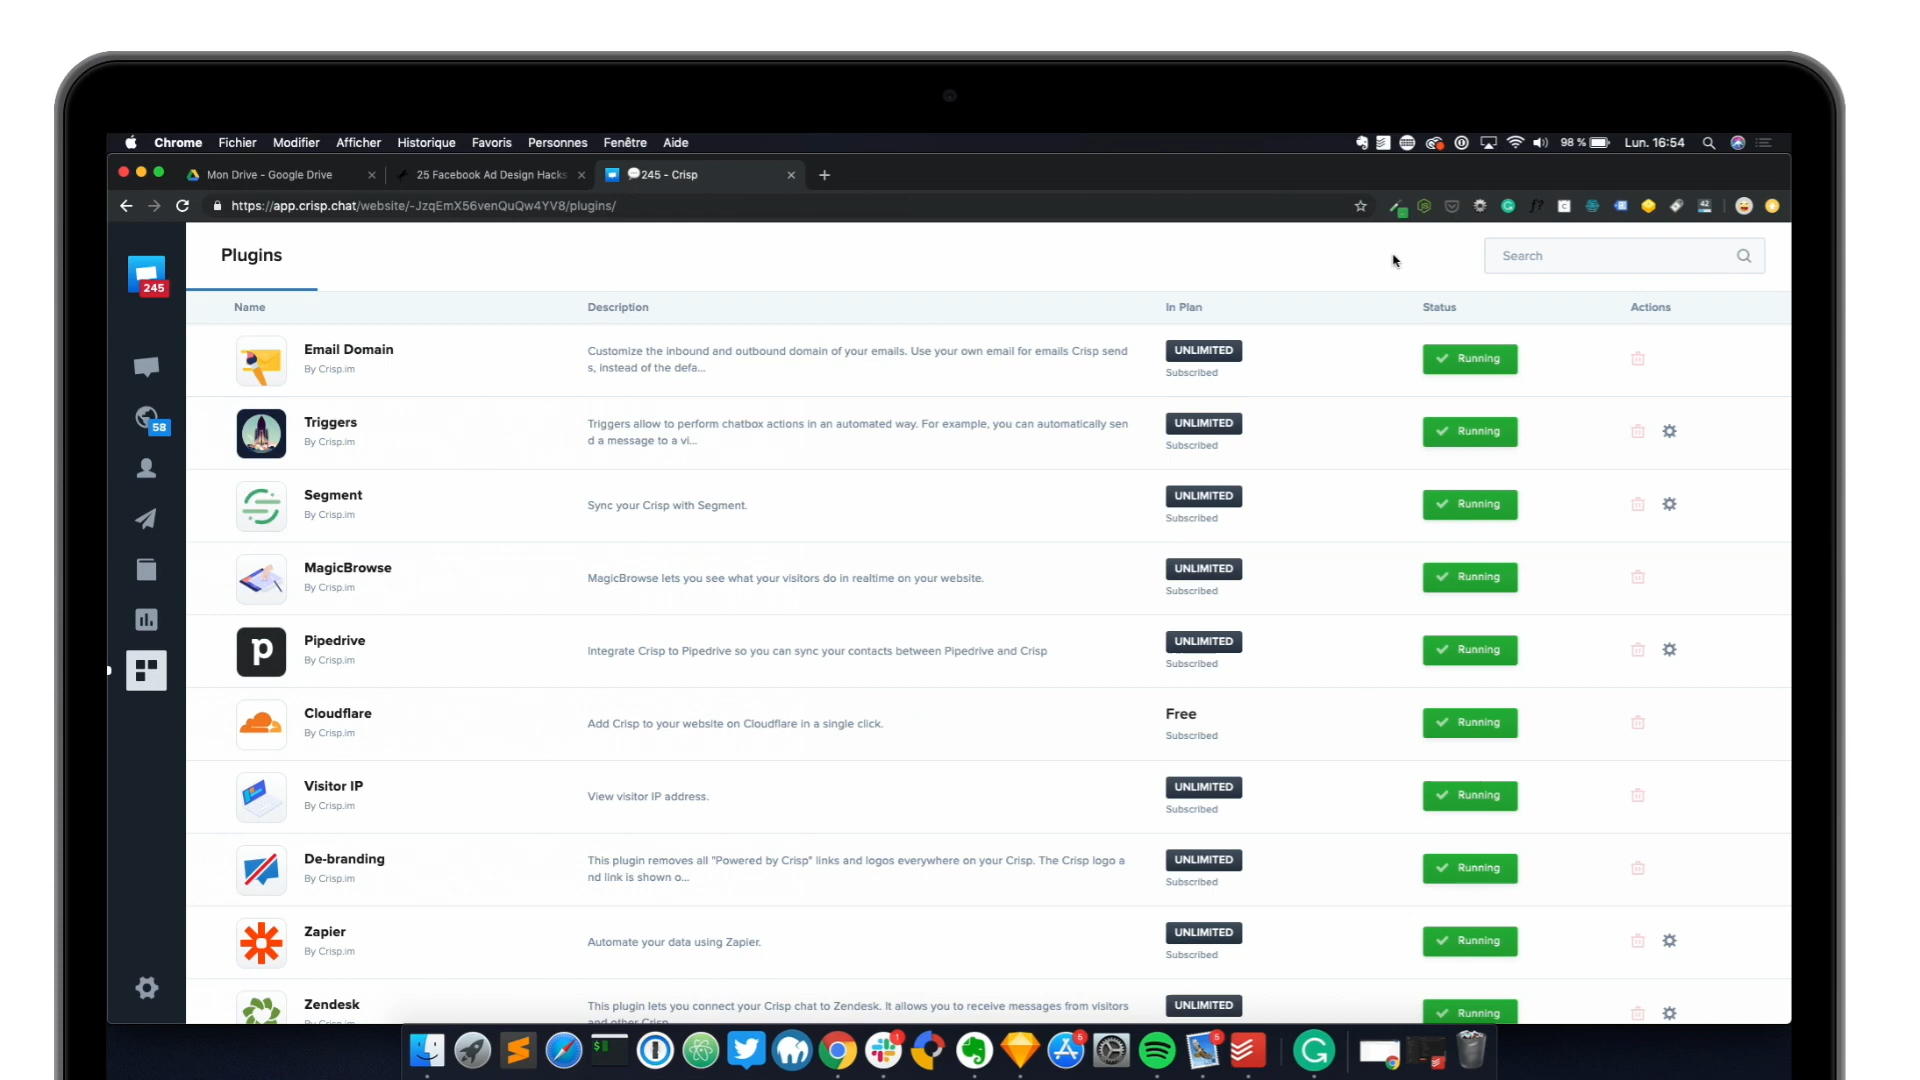 Chrome Fichier Modifier Afficher Historique Favoris Personnes Fenêtre Aide 98 % Lun. 16:54
Mon Drive - Google Drive 25 Facebook Ad Design Hacks 245 - Crisp
https://app.crisp.chat/website/-JzqEmX56venQuQw4YV8/plugins/
42
Plugins
Search
245
Name Description In Plan Status Actions
Email Domain
By Crisp.im
Customize the inbound and outbound domain of your emails. Use your own email for emails Crisp send
s, instead of the defa...
UNLIMITED
Subscribed
Running
Triggers
By Crisp.im
Triggers allow to perform chatbox actions in an automated way. For example, you can automatically sen
d a message to a vi...
UNLIMITED
Subscribed
Running
58
Segment
By Crisp.im
Sync your Crisp with Segment.
UNLIMITED
Subscribed
Running
MagicBrowse
By Crisp.im
MagicBrowse lets you see what your visitors do in realtime on your website.
UNLIMITED
Subscribed
Running
p
Pipedrive
By Crisp.im
Integrate Crisp to Pipedrive so you can sync your contacts between Pipedrive and Crisp
UNLIMITED
Subscribed
Running
Cloudflare
By Crisp.im
Add Crisp to your website on Cloudflare in a single click.
Free
Subscribed
Running
Visitor IP
By Crisp.im
View visitor IP address.
UNLIMITED
Subscribed
Running
De-branding
By Crisp.im
This plugin removes all "Powered by Crisp" links and logos everywhere on your Crisp. The Crisp logo a
nd link is shown o...
UNLIMITED
Subscribed
Running
Zapier
By Crisp.im
Automate your data using Zapier.
UNLIMITED
Subscribed
Running
Zendesk
By Crisp.im
This plugin lets you connect your Crisp chat to Zendesk. It allows you to receive messages from visitors
and other Crisp
UNLIMITED
Running
1 5 5